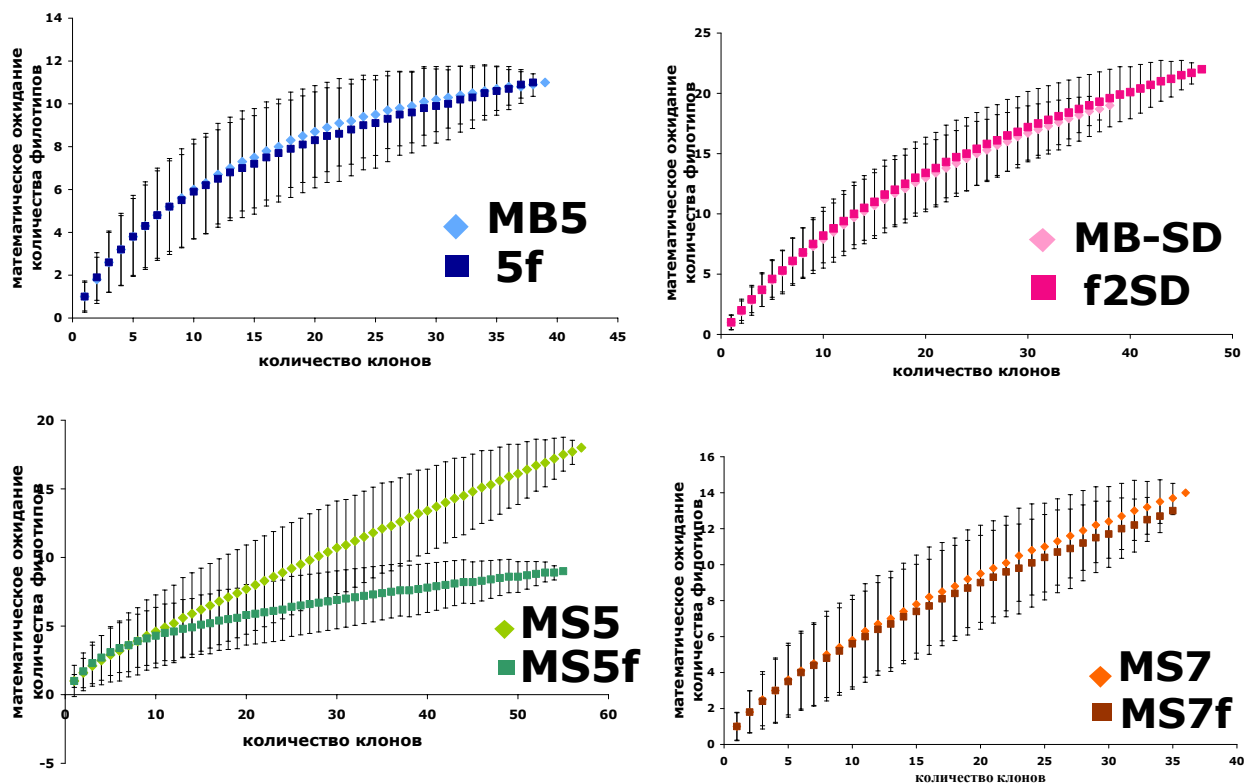 математическое ожидание
количества филотипов
14
12
10
8
6
4
2
0
0 5 10 15 20 25 30 35 40 45
количество клонов
MB5
5f
математическое ожидание
количества филотипов
25
20
15
10
5
0
0 10 20 30 40 50
количество клонов
MB-SD
f2SD
математическое ожидание
количества филотипов
20
15
10
5
0
-5
0 10 20 30 40 50 60
количество клонов
MS5
MS5f
математическое ожидание
количества филотипов
16
14
12
10
8
6
4
2
0
0 5 10 15 20 25 30 35 40
количество клонов
MS7
MS7f